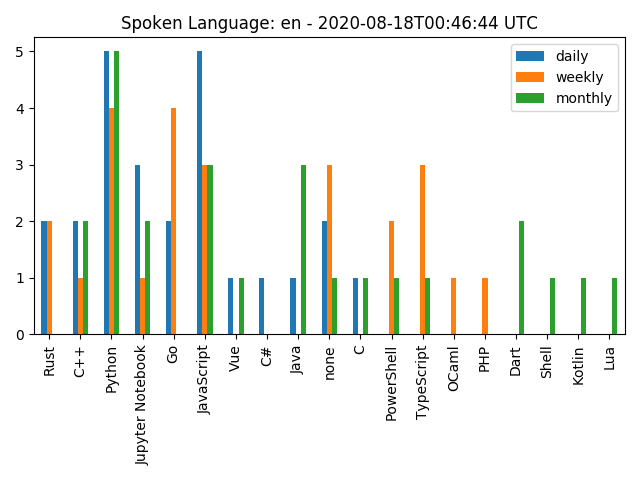 Spoken Language: en - 2020-08-18T00:46:44 UTC
daily
weekly
monthly
5
4
3
2
1
0
Rust
C++
Python
Jupyter Notebook
Go
JavaScript
Vue
C#
Java
none
C
PowerShell
TypeScript
OCaml
PHP
Dart
Shell
Kotlin
Lua